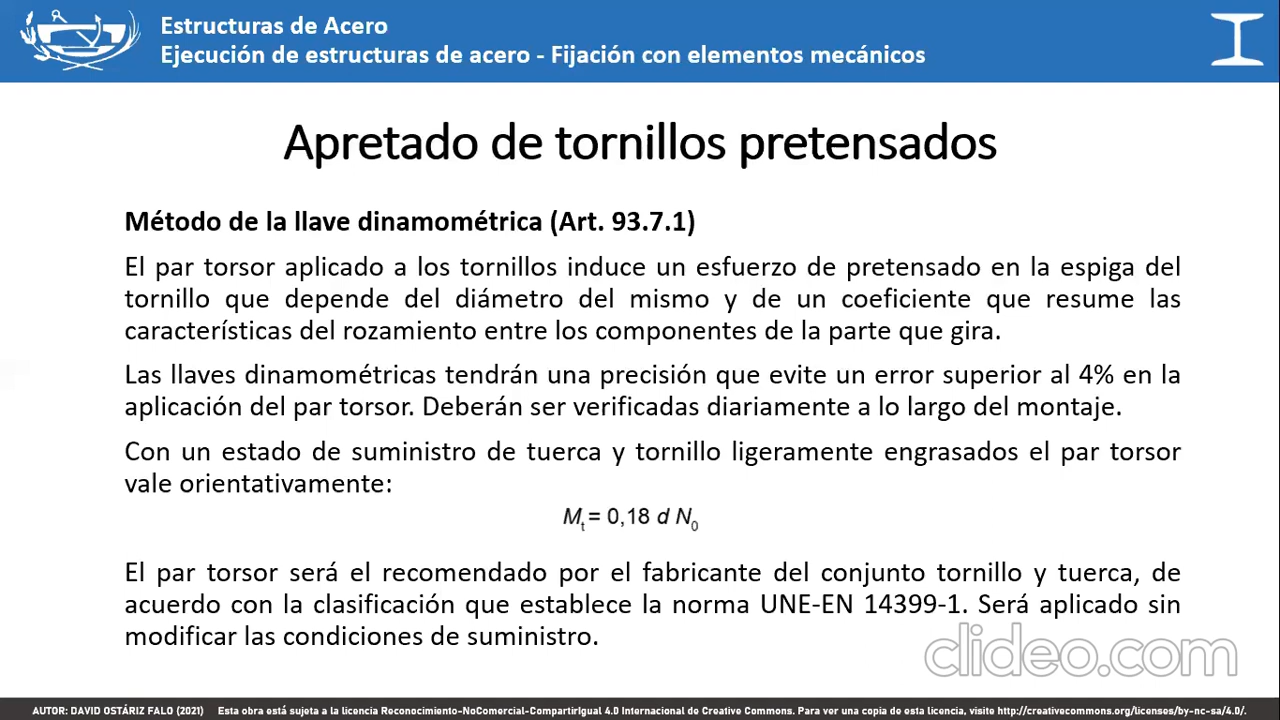 Estructuras de Acero
Ejecución de estructuras de acero - Fijación con elementos mecánicos
Apretado de tornillos pretensados
Método de la llave dinamométrica (Art. 93.7.1)
El par torsor aplicado a los tornillos induce un esfuerzo de pretensado en la espiga del
tornillo que depende del diámetro del mismo y de un coeficiente que resume las
características del rozamiento entre los componentes de la parte que gira.
Las llaves dinamométricas tendrán una precisión que evite un error superior al 4% en la
aplicación del par torsor. Deberán ser verificadas diariamente a lo largo del montaje.
Con un estado de suministro de tuerca y tornillo ligeramente engrasados el par torsor
vale orientativamente:
Mt = 0,18 d N0
El par torsor será el recomendado por el fabricante del conjunto tornillo y tuerca, de
acuerdo con la clasificación que establece la norma UNE-EN 14399-1. Será aplicado sin
modificar las condiciones de suministro.
clideo.com
AUTOR: DAVID OSTÁRIZ FALO (2021) Esta obra está sujeta a la licencia Reconocimiento-NoComercial-CompartirIgual 4.0 Internacional de Creative Commons. Para ver una copia de esta licencia, visite http://creativecommons.org/licenses/by-nc-sa/4.0/.